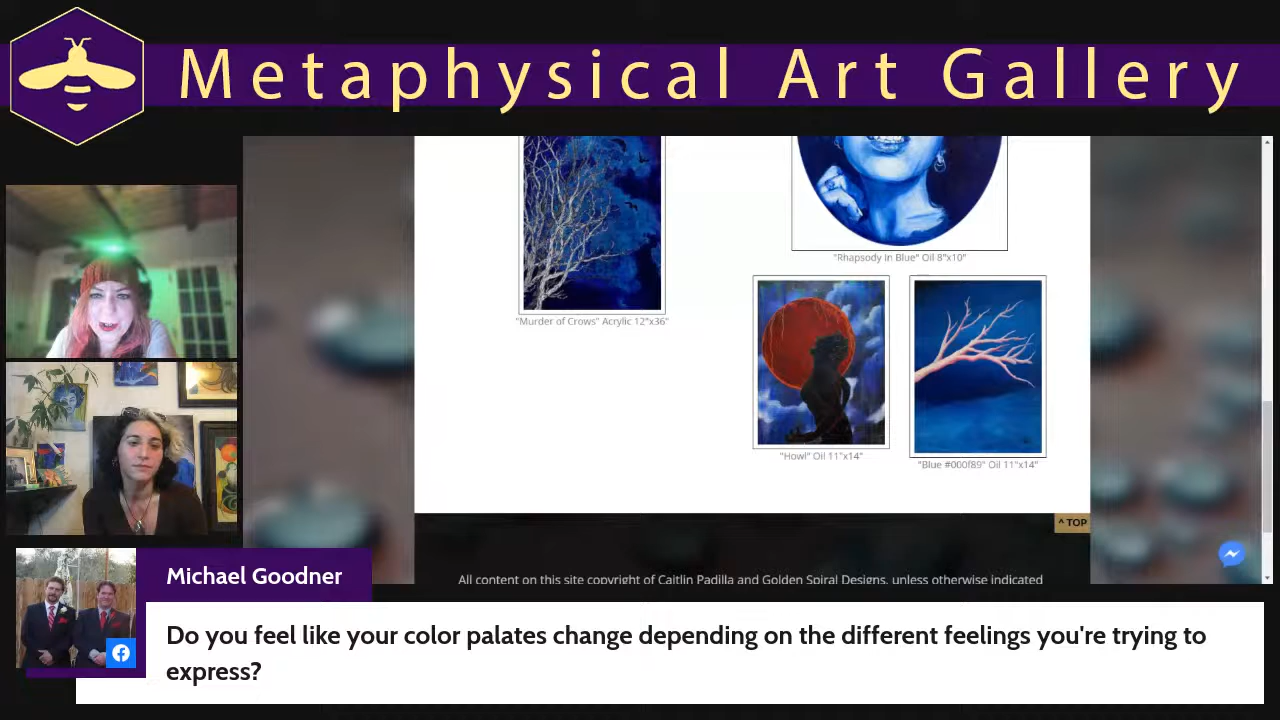 Metaphysical Art Gallery
"Rhapsody In Blue" Oil 8"x10"
"Murder of Crows" Acrylic 12"x36"
"Howl" Oil 11"x14"
"Blue #000f89" Oil 11"x14"
^ TOP
All content on this site copyright of Caitlin Padilla and Golden Spiral Designs, unless otherwise indicated
Michael Goodner
Do you feel like your color palates change depending on the different feelings you're trying to
express?